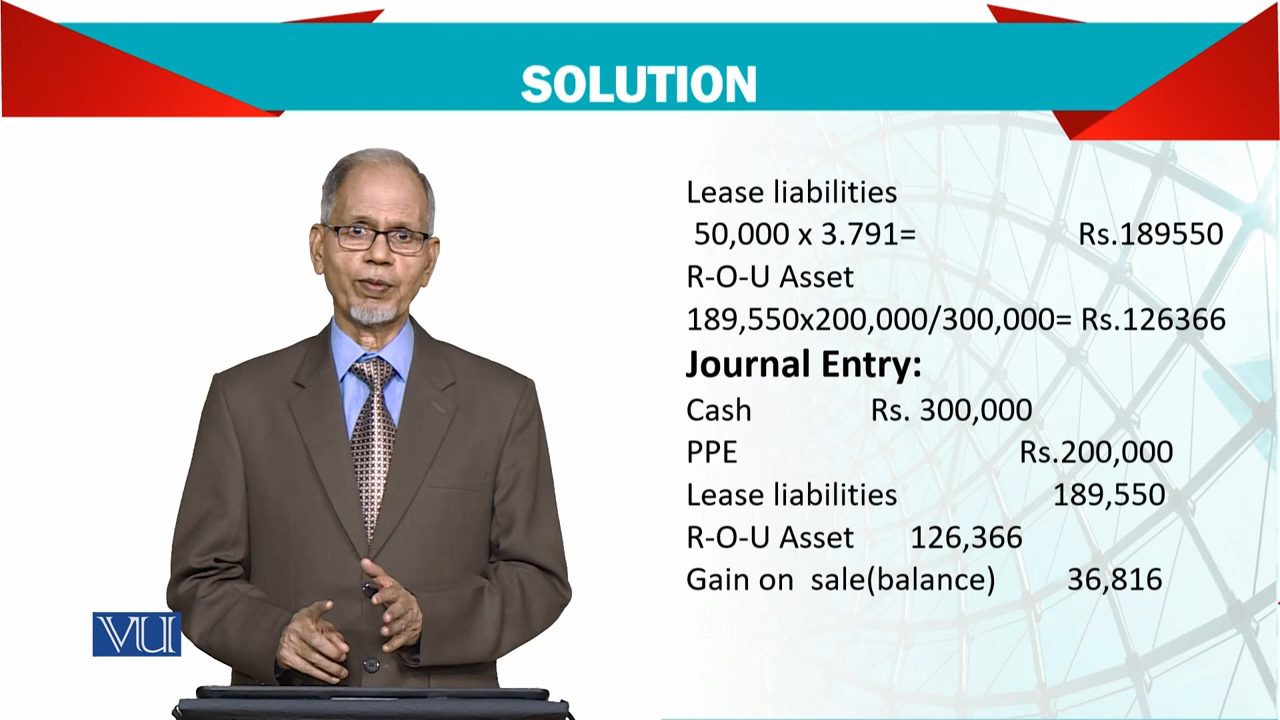 SOLUTION
Lease liabilities
50,000 x 3.791= Rs.189550
R-O-U Asset
189,550x200,000/300,000= Rs.126366
Journal Entry:
Cash Rs. 300,000
PPE Rs.200,000
Lease liabilities 189,550
R-O-U Asset 126,366
Gain on sale(balance) 36,816
VU